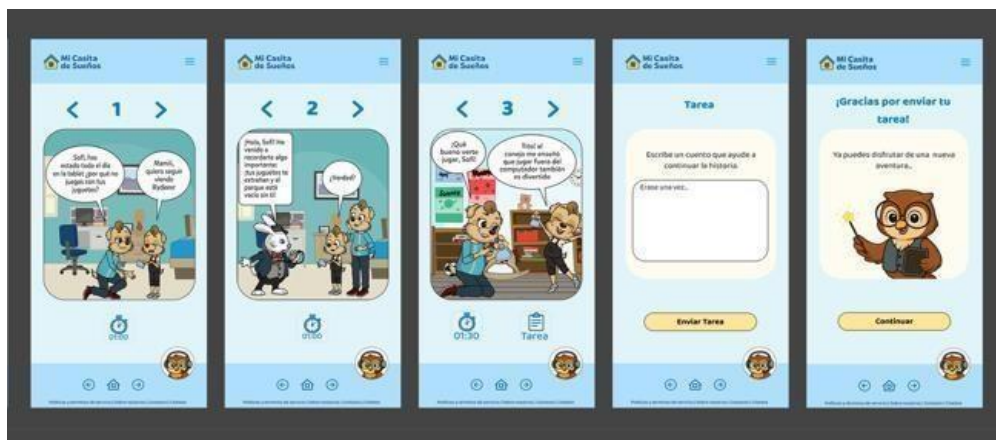 Mi Casita
de Sueños
1
Sofi, has
estado todo el día
en la tablet ¿por qué no
juegas con tus
juguetes?
Mamii,
quiero seguir
viendo
Mi Casita
de Sueños
2
¡Hola, Sofi! He
venido a
recordarte algo
importante:
¡tus juguetes te
extrañan y el
parque está
vacío sin ti!
¿Verdad?
01:00
Mi Casita
de Sueños
3
¡Qué
bueno verte
jugar, Sofi!
conejo me enseñó
que jugar fuera del
computador también
es divertido
01:30
Tarea
Mi Casita
de Sueños
Tarea
Escribe un cuento que ayude a
continuar la historia.
Erase una vez..
Enviar Tarea
Mi Casita
de Sueños
¡Gracias por enviar tu
tarea!
Ya puedes disfrutar de una nueva
aventura..
Continuar